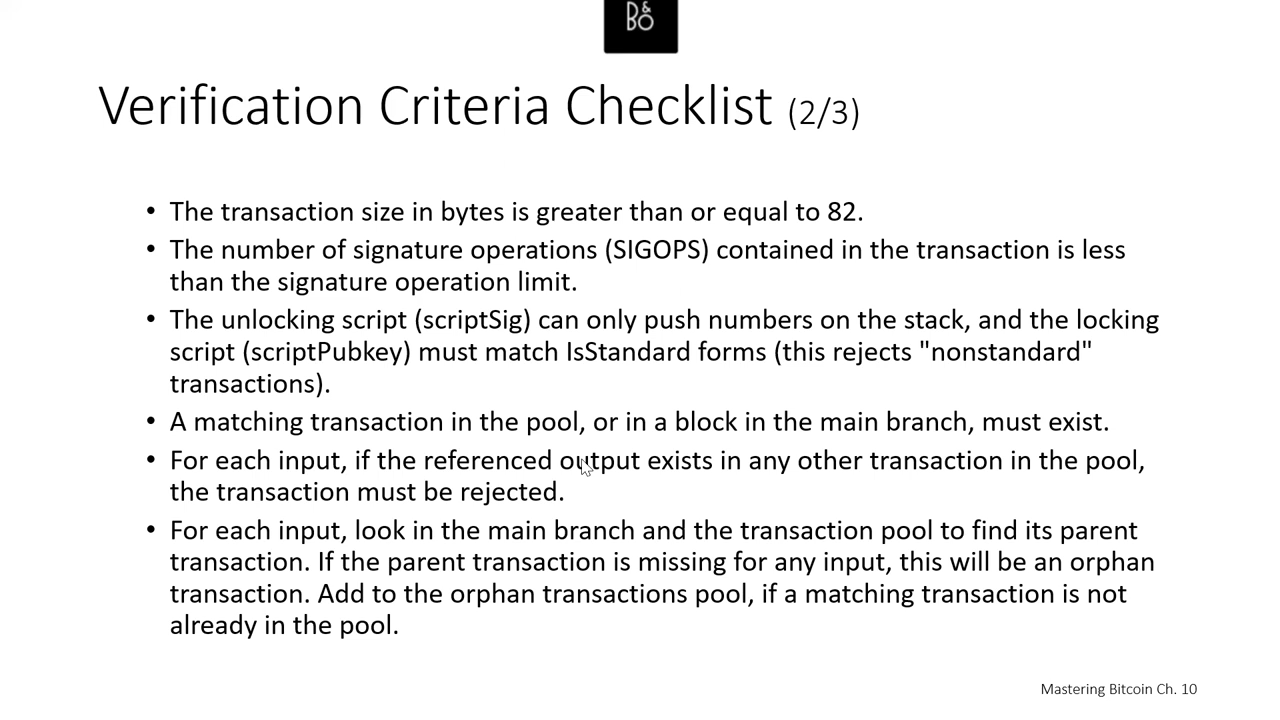 D&
BO
Verification Criteria Checklist (2/3)
• The transaction size in bytes is greater than or equal to 82.
• The number of signature operations (SIGOPS) contained in the transaction is less
than the signature operation limit.
• The unlocking script (scriptSig) can only push numbers on the stack, and the locking
script (scriptPubkey) must match IsStandard forms (this rejects "nonstandard"
transactions).
• A matching transaction in the pool, or in a block in the main branch, must exist.
• For each input, if the referenced output exists in any other transaction in the pool,
the transaction must be rejected.
• For each input, look in the main branch and the transaction pool to find its parent
transaction. If the parent transaction is missing for any input, this will be an orphan
transaction. Add to the orphan transactions pool, if a matching transaction is not
already in the pool.
Mastering Bitcoin Ch. 10